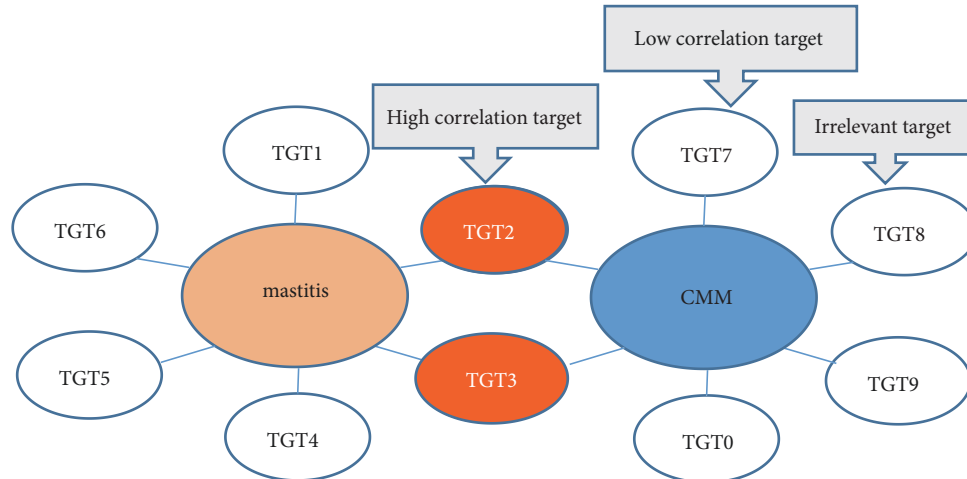 Low correlation target
High correlation target
Irrelevant target
TGT1
TGT7
TGT6
TGT2
TGT8
mastitis
CMM
TGT5
TGT3
TGT9
TGT4
TGT0